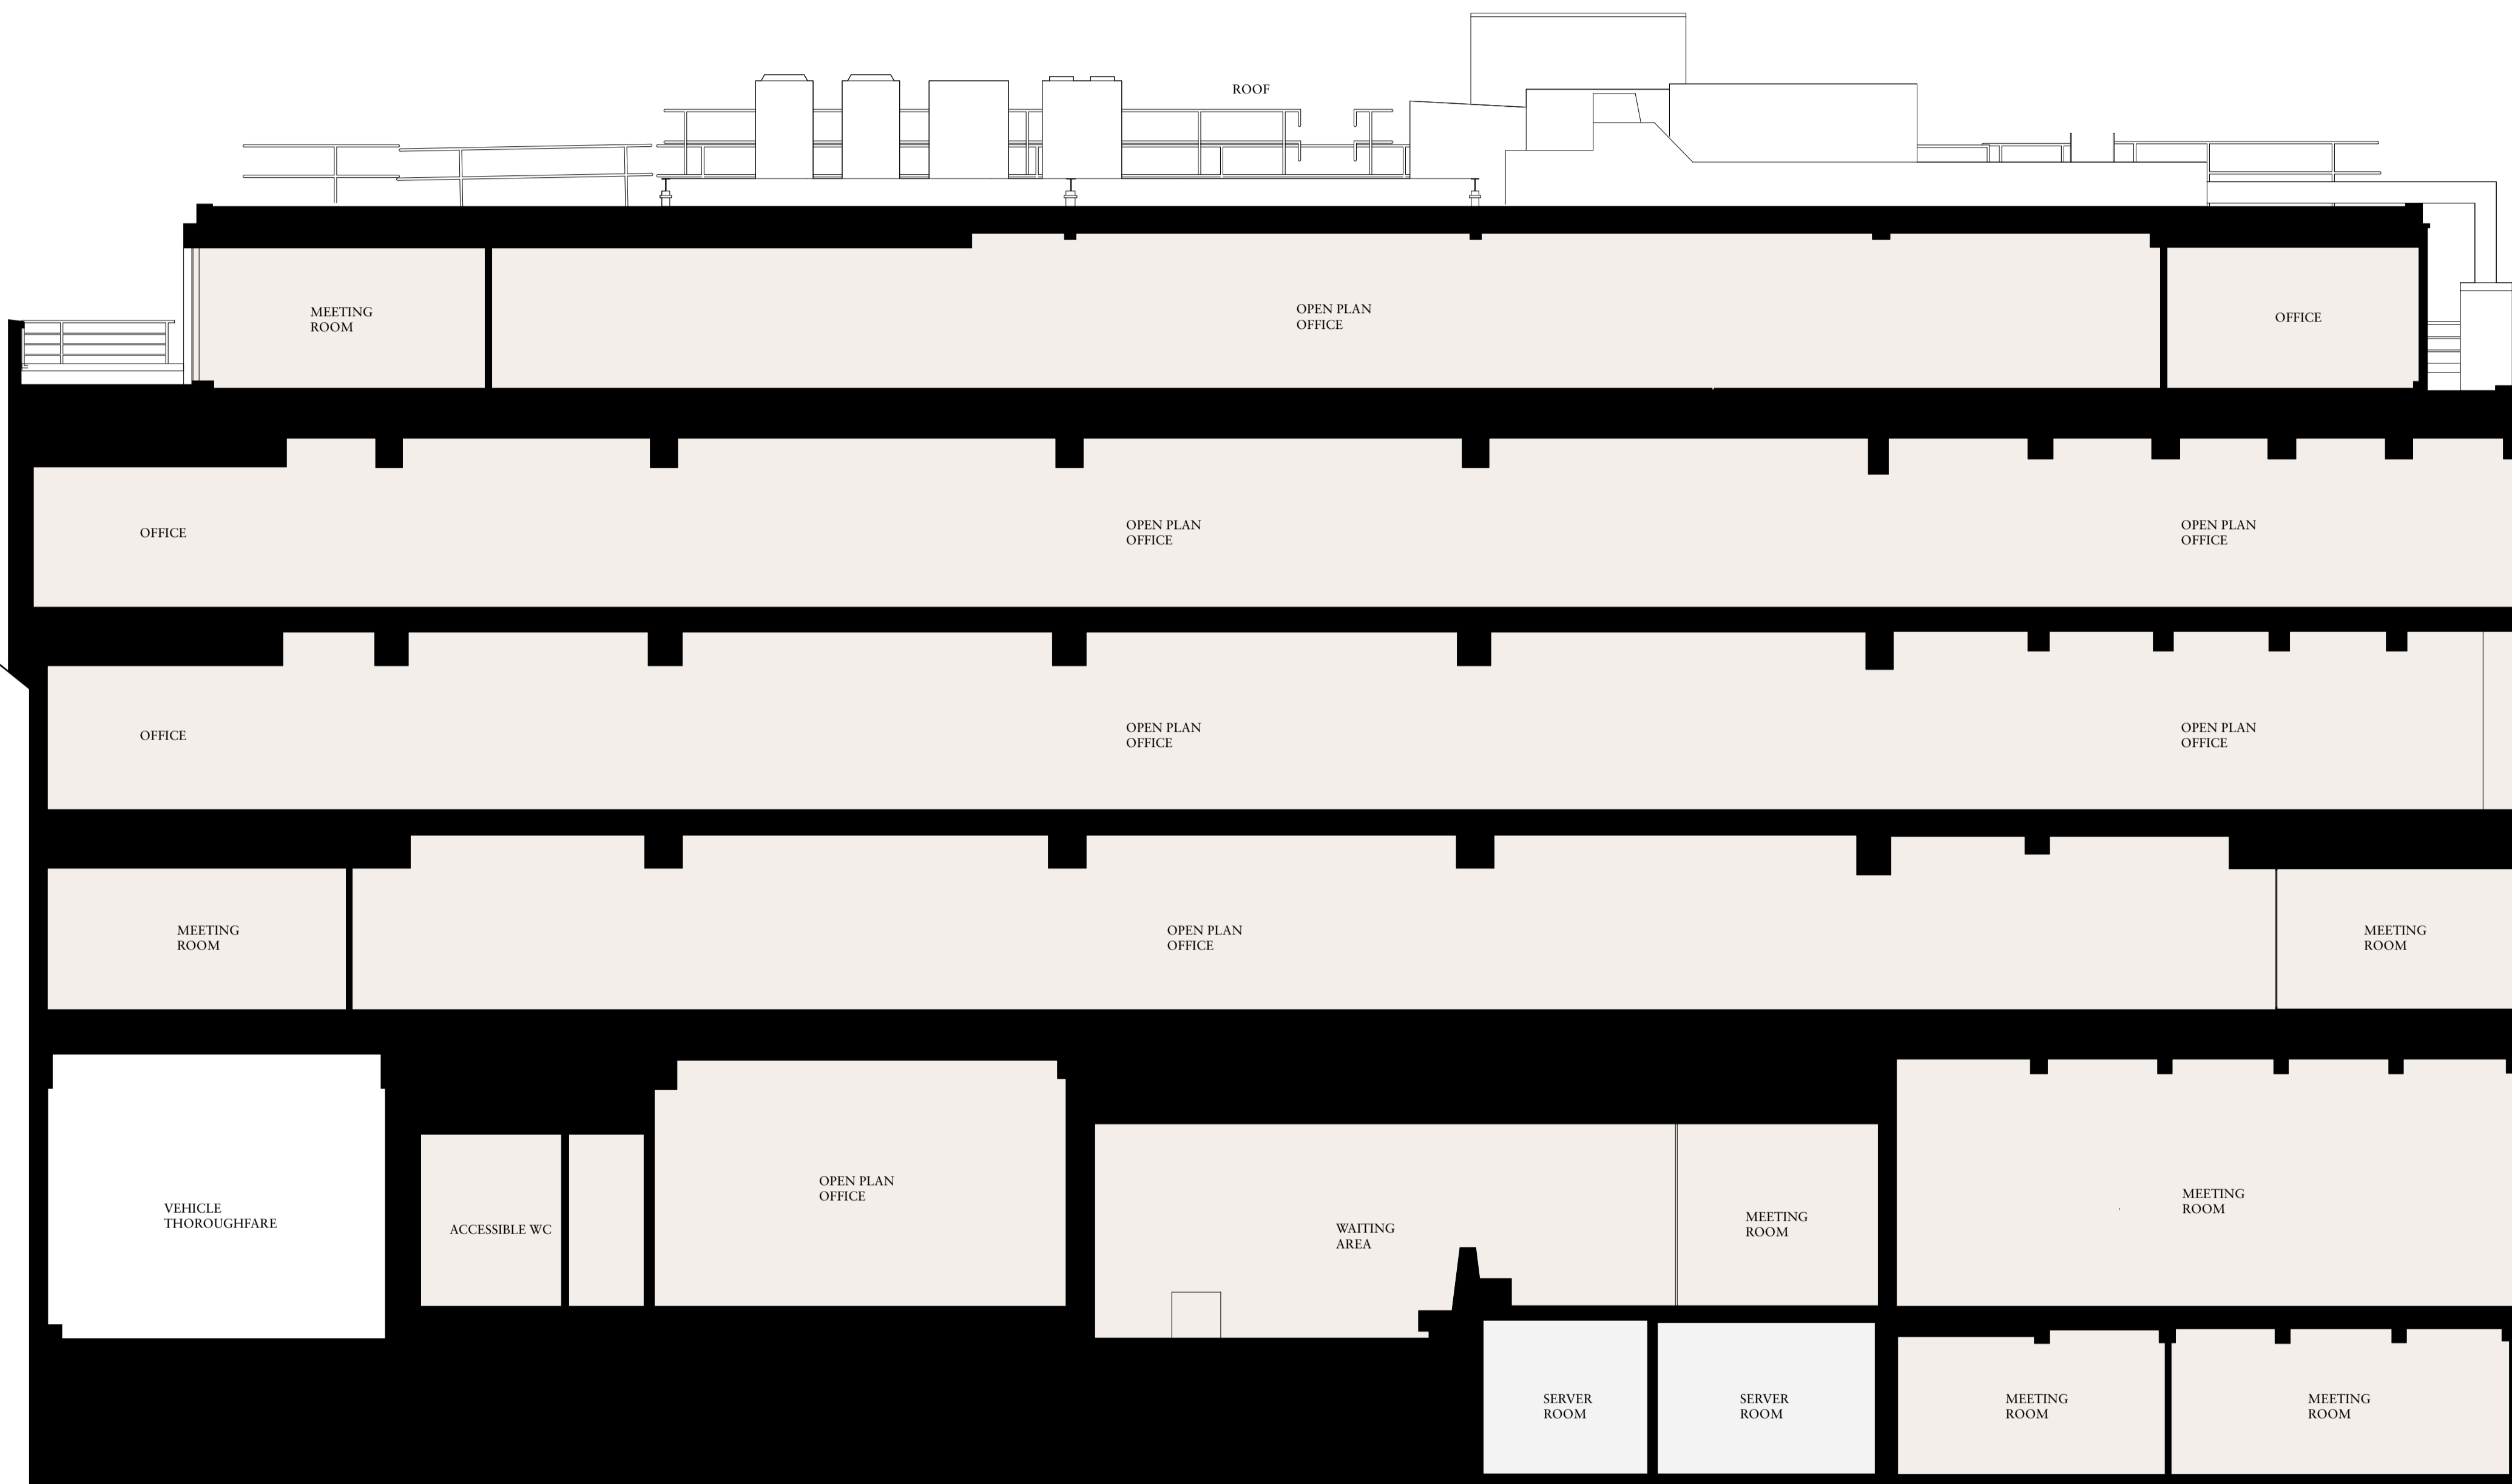 ROOF
MEETING
ROOM
OPEN PLAN
OFFICE
OFFICE
OFFICE
OPEN PLAN
OFFICE
OPEN PLAN
OFFICE
OFFICE
OPEN PLAN
OFFICE
OPEN PLAN
OFFICE
MEETING
ROOM
OPEN PLAN
OFFICE
MEETING
ROOM
VEHICLE
THOROUGHFARE
ACCESSIBLE WC
OPEN PLAN
OFFICE
WAITING
AREA
MEETING
ROOM
MEETING
ROOM
SERVER
ROOM
SERVER
ROOM
MEETING
ROOM
MEETING
ROOM